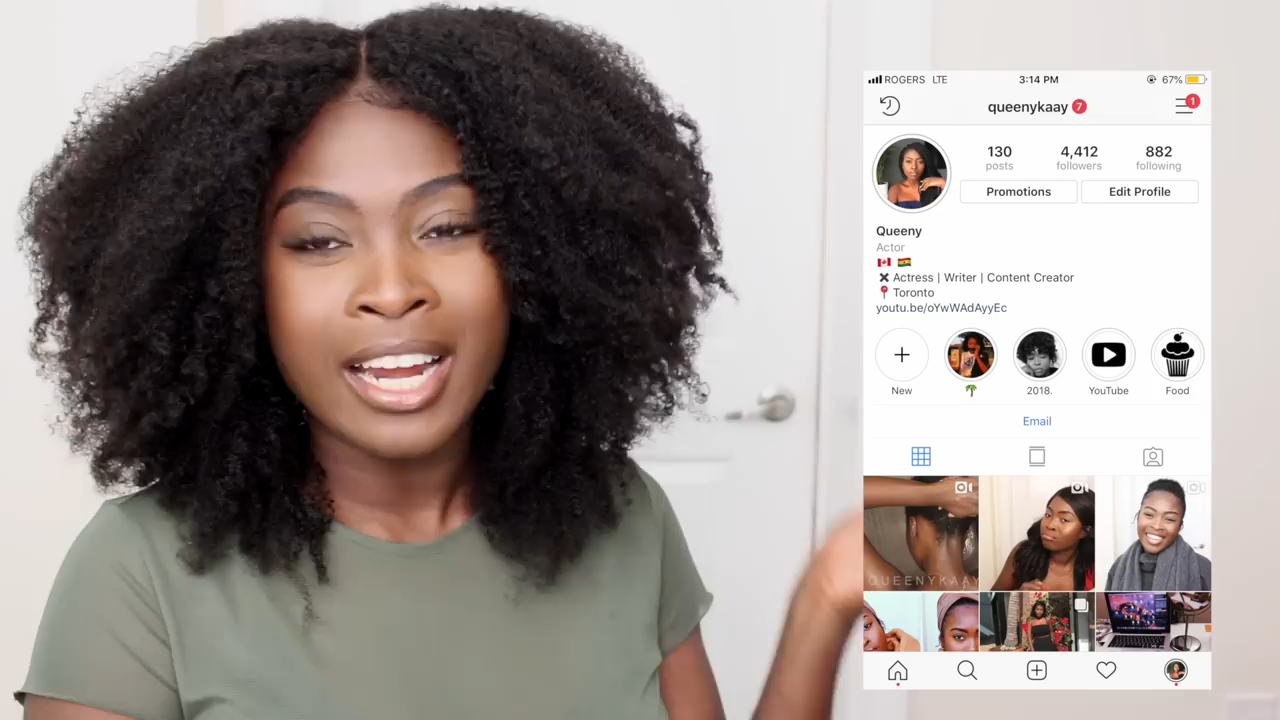 ROGERS LTE 3:14 PM 67%
queenykaay 7 1
130 4,412 882
posts followers following
Promotions Edit Profile
Queeny
Actor
🇨🇦 🇬🇭
✖ Actress | Writer | Content Creator
📍 Toronto
youtu.be/oYwWAdAyyEc
New 🌴 2018. YouTube Food
Email
QUEENYKAAY